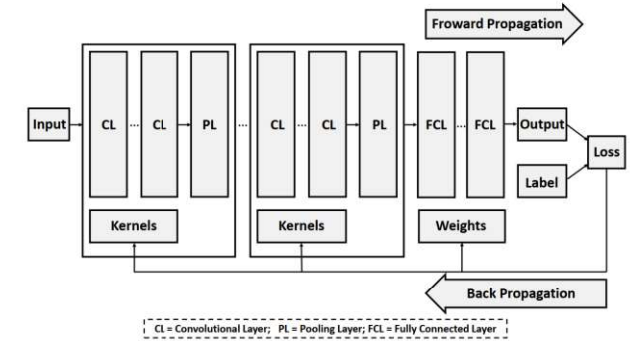 Froward Propagation
Input
CL
...
CL
PL
...
CL
...
CL
PL
FCL
...
FCL
Output
Label
Loss
Kernels
Kernels
Weights
Back Propagation
CL = Convolutional Layer; PL = Pooling Layer; FCL = Fully Connected Layer